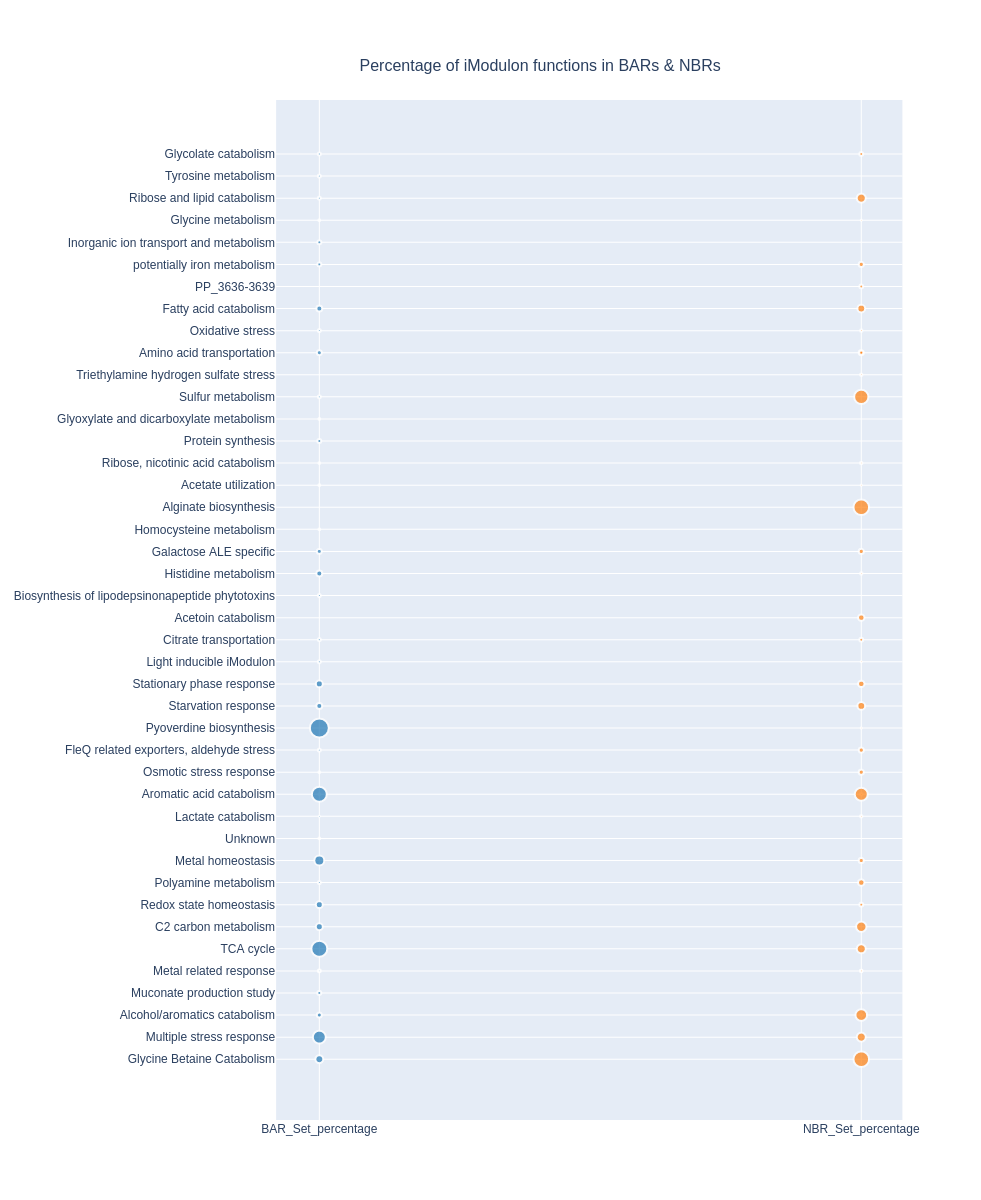 Percentage of iModulon functions in BARs & NBRs
Glycolate catabolism
Tyrosine metabolism
Ribose and lipid catabolism
Glycine metabolism
Inorganic ion transport and metabolism
potentially iron metabolism
PP_3636-3639
Fatty acid catabolism
Oxidative stress
Amino acid transportation
Triethylamine hydrogen sulfate stress
Sulfur metabolism
Glyoxylate and dicarboxylate metabolism
Protein synthesis
Ribose, nicotinic acid catabolism
Acetate utilization
Alginate biosynthesis
Homocysteine metabolism
Galactose ALE specific
Histidine metabolism
Biosynthesis of lipodepsinonapeptide phytotoxins
Acetoin catabolism
Citrate transportation
Light inducible iModulon
Stationary phase response
Starvation response
Pyoverdine biosynthesis
FleQ related exporters, aldehyde stress
Osmotic stress response
Aromatic acid catabolism
Lactate catabolism
Unknown
Metal homeostasis
Polyamine metabolism
Redox state homeostasis
C2 carbon metabolism
TCA cycle
Metal related response
Muconate production study
Alcohol/aromatics catabolism
Multiple stress response
Glycine Betaine Catabolism
BAR_Set_percentage
NBR_Set_percentage